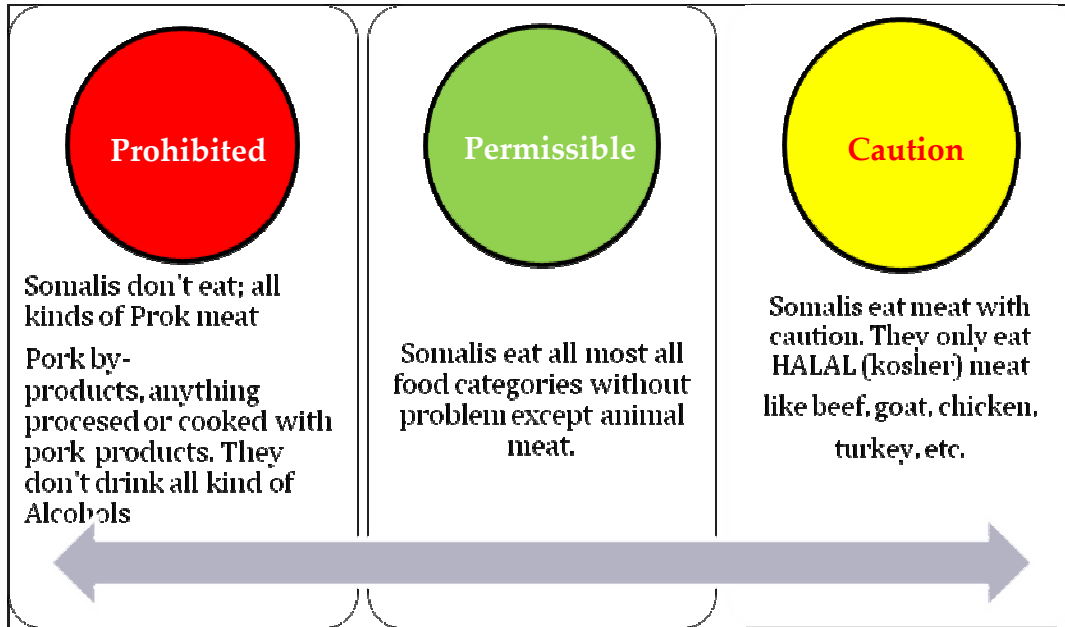 Prohibited
Somalis don't eat; all
kinds of Prok meat
Pork by-
products, anything
procesed or cooked with
pork products. They
don't drink all kind of
Alcohols
Permissible
Somalis eat all most all
food categories without
problem except animal
meat.
Caution
Somalis eat meat with
caution. They only eat
HALAL (kosher) meat
like beef, goat, chicken,
turkey, etc.